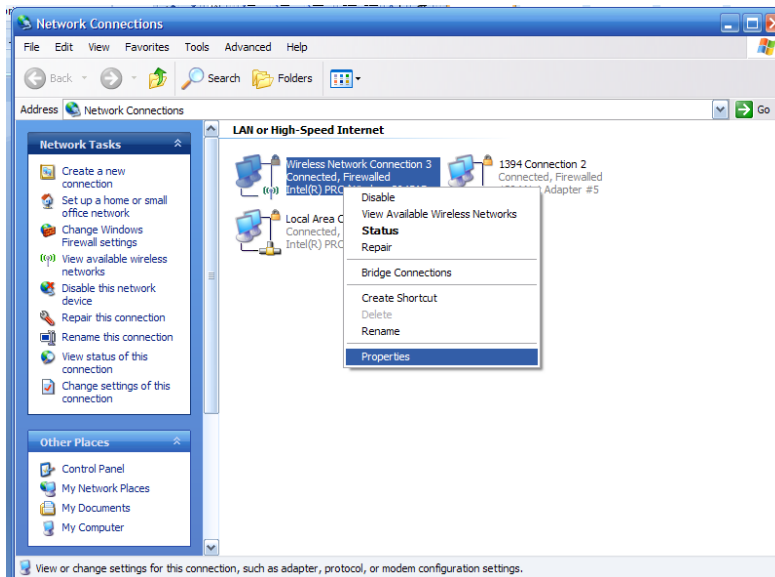 Network Connections
File Edit View Favorites Tools Advanced Help
Back Search Folders
Address Network Connections Go
Network Tasks
Create a new
connection
Set up a home or small
office network
Change Windows
Firewall settings
View available wireless
networks
Disable this network
device
Repair this connection
Rename this connection
View status of this
connection
Change settings of this
connection
Other Places
Control Panel
My Network Places
My Documents
My Computer
LAN or High-Speed Internet
Wireless Network Connection 3
Connected, Firewalled
Intel(R) PRO
1394 Connection 2
Connected, Firewalled
Adapter #5
Local Area C
Connected,
Intel(R) PRO
Disable
View Available Wireless Networks
Status
Repair
Bridge Connections
Create Shortcut
Delete
Rename
Properties
View or change settings for this connection, such as adapter, protocol, or modem configuration settings.